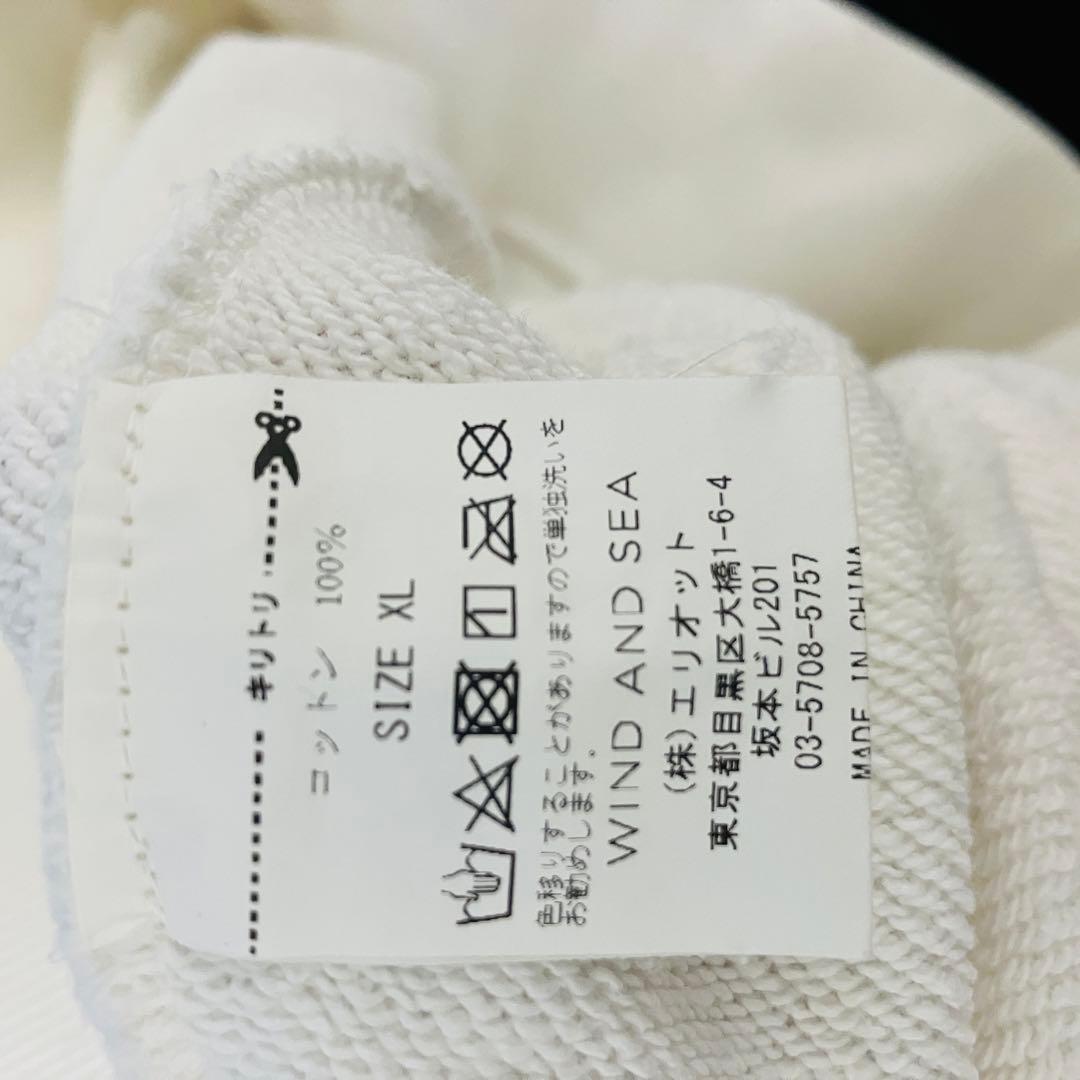 キリトリ
コットン 100%
SIZE XL
色移りすることがありますので単独洗いを
お勧めします。
WIND AND SEA
(株)エリオット
東京都目黒区大橋1-6-4
坂本ビル201
03-5708-5757
MADE IN CHINA